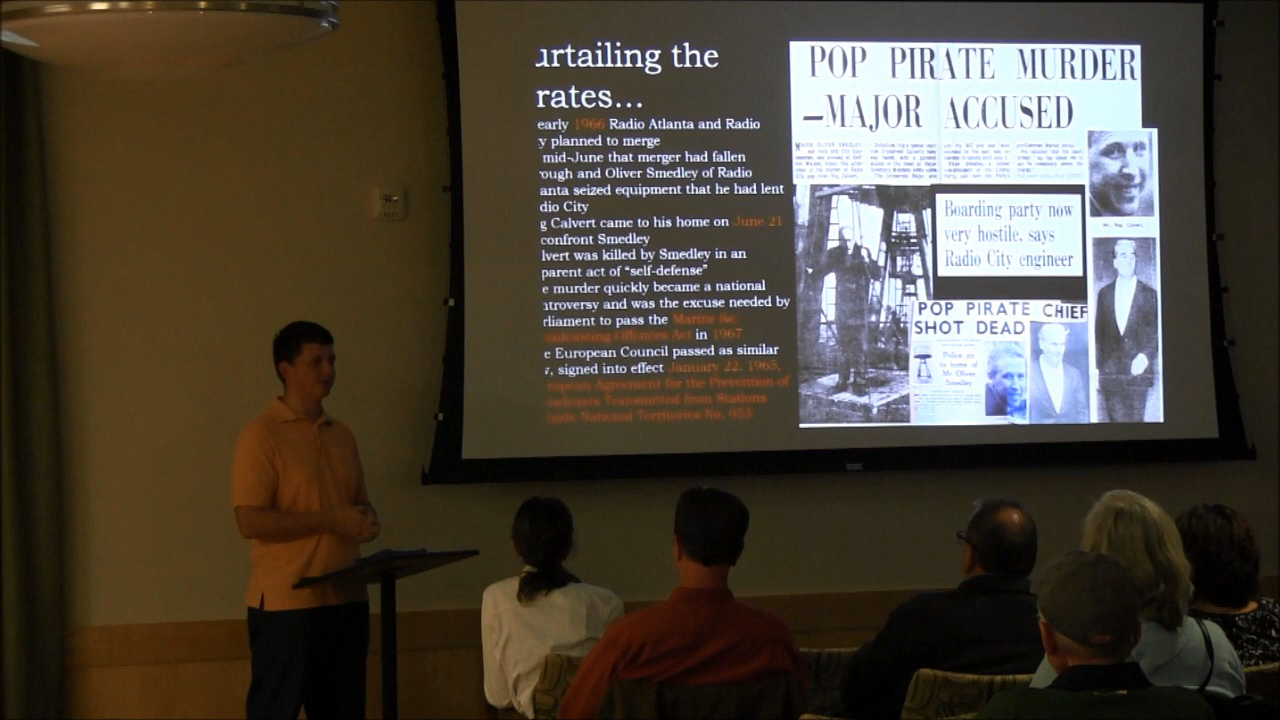 urtailing the
rates...
early 1966 Radio Atlanta and Radio
y planned to merge
mid-June that merger had fallen
ough and Oliver Smedley of Radio
anta seized equipment that he had lent
dio City
g Calvert came to his home on June 21
confront Smedley
lvert was killed by Smedley in an
parent act of "self-defense"
e murder quickly became a national
ntroversy and was the excuse needed by
rliament to pass the Marine &c.
oadcasting Offences Act in 1967
e European Council passed as similar
, signed into effect January 22, 1965,
ropean Agreement for the Prevention of
oadcasts Transmitted from Stations
tside National Territories No. 053
POP PIRATE MURDER
—MAJOR ACCUSED
Boarding party now
very hostile, says
Radio City engineer
POP PIRATE CHIEF
SHOT DEAD
Police go
to home of
Mr Oliver
Smedley